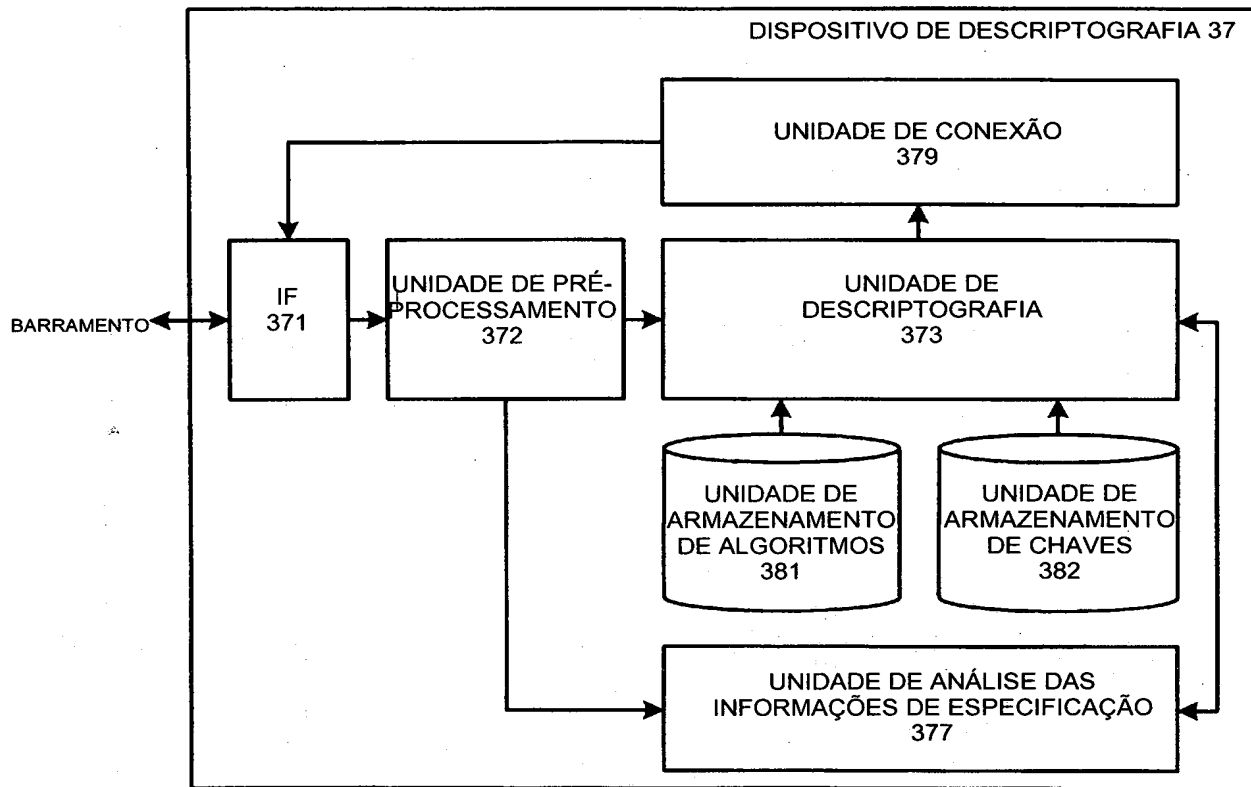 DISPOSITIVO DE DESCRIPTOGRAFIA 37
UNIDADE DE CONEXÃO
379
BARRAMENTO
IF
371
UNIDADE DE PRÉ-
PROCESSAMENTO
372
UNIDADE DE
DESCRIPTOGRAFIA
373
UNIDADE DE
ARMAZENAMENTO
DE ALGORITMOS
381
UNIDADE DE
ARMAZENAMENTO
DE CHAVES
382
UNIDADE DE ANÁLISE DAS
INFORMAÇÕES DE ESPECIFICAÇÃO
377